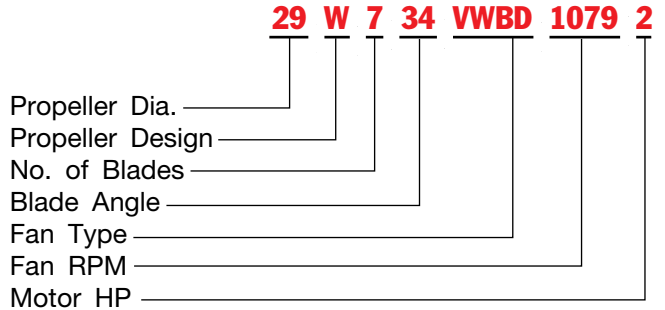 29 W 7 34 VWBD 1079 2
Propeller Dia.
Propeller Design
No. of Blades
Blade Angle
Fan Type
Fan RPM
Motor HP